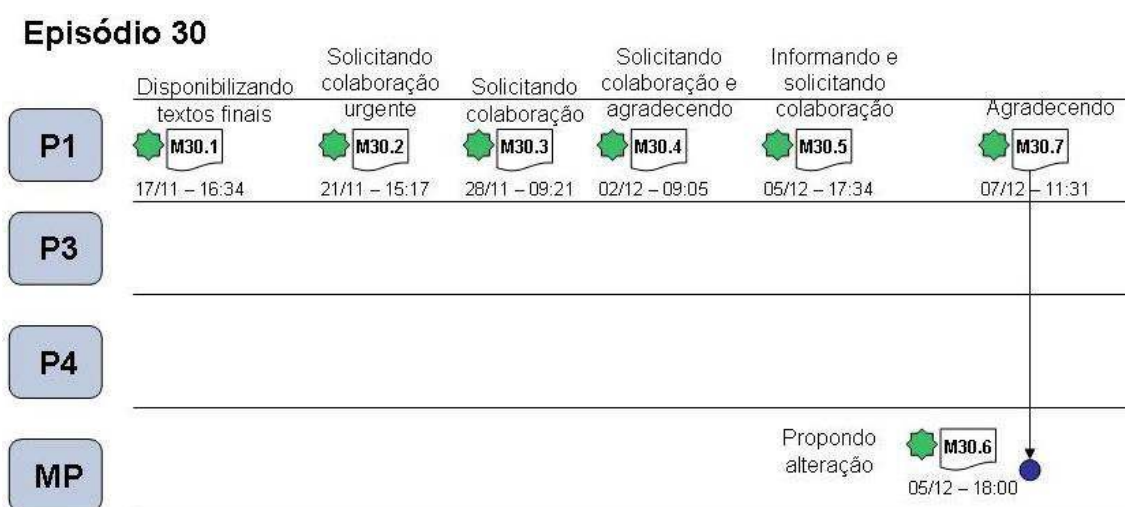 Episódio 30
Disponibilizando
textos finais
Solicitando
colaboração
urgente
Solicitando
colaboração
Solicitando
colaboração e
agradecendo
Informando e
solicitando
colaboração
Agradecendo
P1
M30.1
M30.2
M30.3
M30.4
M30.5
M30.7
17/11 – 16:34
21/11 – 15:17
28/11 – 09:21
02/12 – 09:05
05/12 – 17:34
07/12 – 11:31
P3
P4
MP
Propondo
alteração
M30.6
05/12 – 18:00